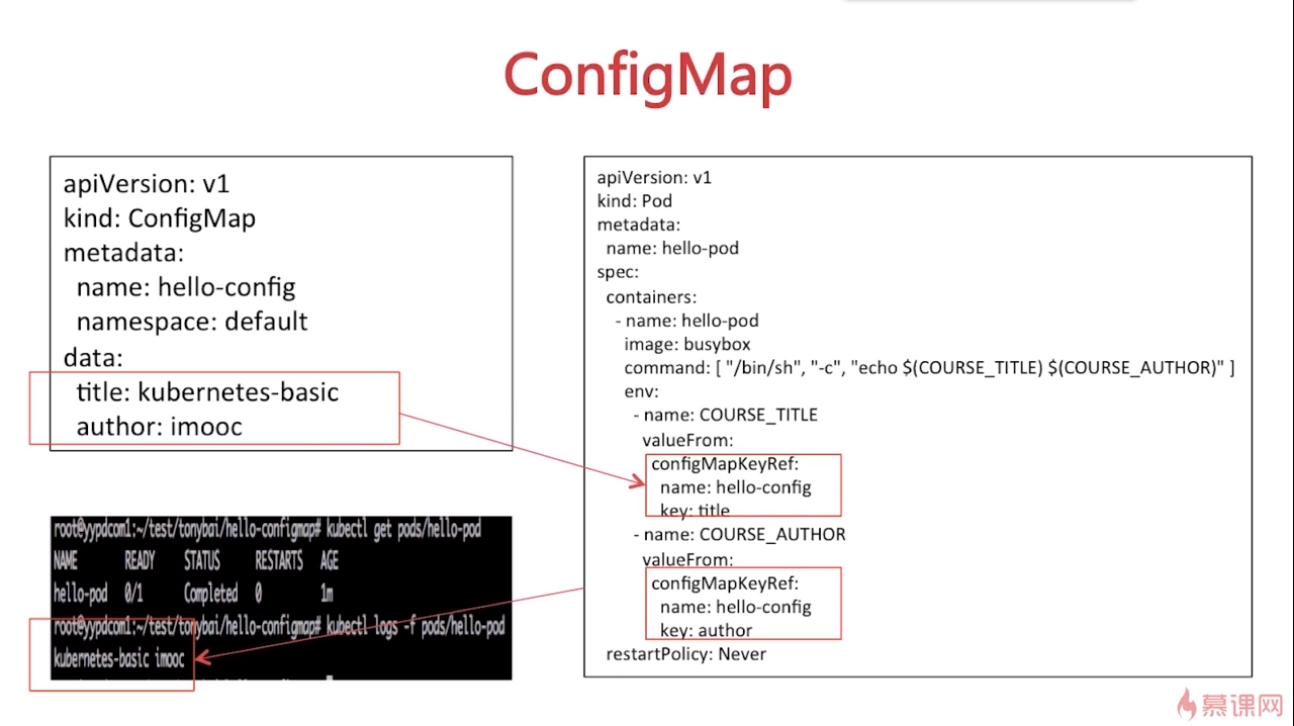 ConfigMap
apiVersion: v1
kind: ConfigMap
metadata:
  name: hello-config
  namespace: default
data:
  title: kubernetes-basic
  author: imooc
root@yypdcom1:~/test/tonybai/hello-configmap# kubectl get pods/hello-pod
NAME READY STATUS RESTARTS AGE
hello-pod 0/1 Completed 0 1m
root@yypdcom1:~/test/tonybai/hello-configmap# kubectl logs -f pods/hello-pod
kubernetes-basic imooc
apiVersion: v1
kind: Pod
metadata:
  name: hello-pod
spec:
  containers:
    - name: hello-pod
      image: busybox
      command: [ "/bin/sh", "-c", "echo $(COURSE_TITLE) $(COURSE_AUTHOR)" ]
      env:
        - name: COURSE_TITLE
          valueFrom:
            configMapKeyRef:
              name: hello-config
              key: title
        - name: COURSE_AUTHOR
          valueFrom:
            configMapKeyRef:
              name: hello-config
              key: author
  restartPolicy: Never
慕课网